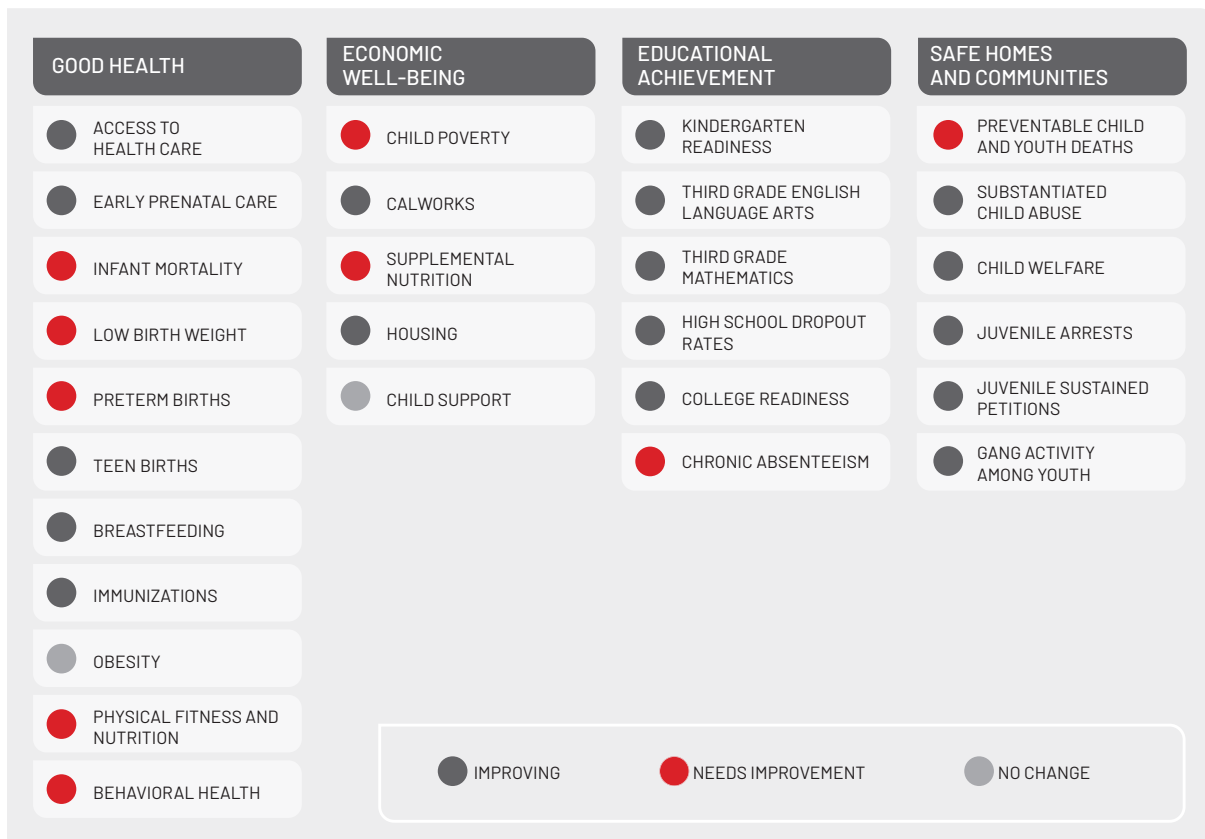 GOOD HEALTH
ACCESS TO
HEALTH CARE
EARLY PRENATAL CARE
INFANT MORTALITY
LOW BIRTH WEIGHT
PRETERM BIRTHS
TEEN BIRTHS
BREASTFEEDING
IMMUNIZATIONS
OBESITY
PHYSICAL FITNESS AND
NUTRITION
BEHAVIORAL HEALTH
ECONOMIC
WELL-BEING
CHILD POVERTY
CALWORKS
SUPPLEMENTAL
NUTRITION
HOUSING
CHILD SUPPORT
EDUCATIONAL
ACHIEVEMENT
KINDERGARTEN
READINESS
THIRD GRADE ENGLISH
LANGUAGE ARTS
THIRD GRADE
MATHEMATICS
HIGH SCHOOL DROPOUT
RATES
COLLEGE READINESS
CHRONIC ABSENTEEISM
SAFE HOMES
AND COMMUNITIES
PREVENTABLE CHILD
AND YOUTH DEATHS
SUBSTANTIATED
CHILD ABUSE
CHILD WELFARE
JUVENILE ARRESTS
JUVENILE SUSTAINED
PETITIONS
GANG ACTIVITY
AMONG YOUTH
IMPROVING
NEEDS IMPROVEMENT
NO CHANGE